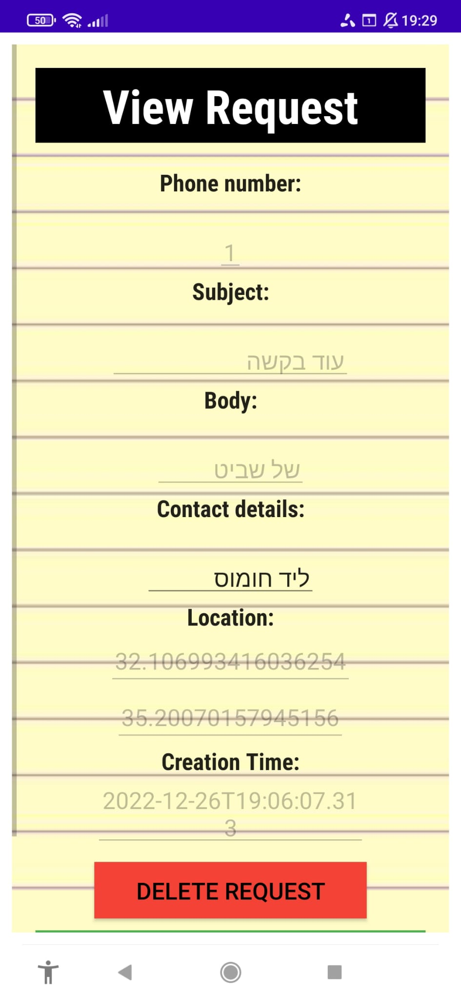 50
1
19:29
View Request
Phone number:
1
Subject:
עוד בקשה
Body:
של שביט
Contact details:
ליד חומוס
Location:
32.106993416036254
35.20070157945156
Creation Time:
2022-12-26T19:06:07.31
3
DELETE REQUEST